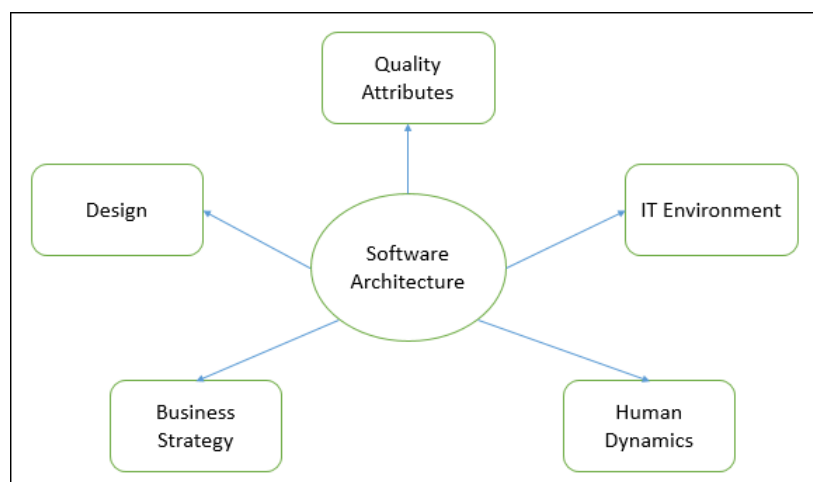 Quality
Attributes
Design
IT Environment
Software
Architecture
Business
Strategy
Human
Dynamics